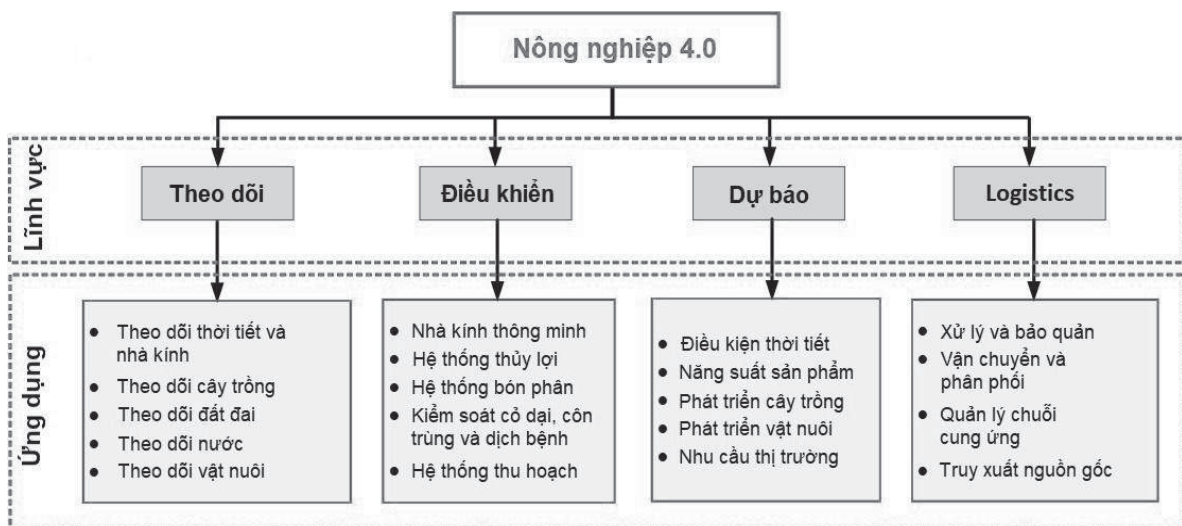 Nông nghiệp 4.0
Lĩnh vực
Theo dõi
Điều khiển
Dự báo
Logistics
Ứng dụng
• Theo dõi thời tiết và
nhà kính
• Theo dõi cây trồng
• Theo dõi đất đai
• Theo dõi nước
• Theo dõi vật nuôi
• Nhà kính thông minh
• Hệ thống thủy lợi
• Hệ thống bón phân
• Kiểm soát cỏ dại, côn
trùng và dịch bệnh
• Hệ thống thu hoạch
• Điều kiện thời tiết
• Năng suất sản phẩm
• Phát triển cây trồng
• Phát triển vật nuôi
• Nhu cầu thị trường
• Xử lý và bảo quản
• Vận chuyển và
phân phối
• Quản lý chuỗi
cung ứng
• Truy xuất nguồn gốc